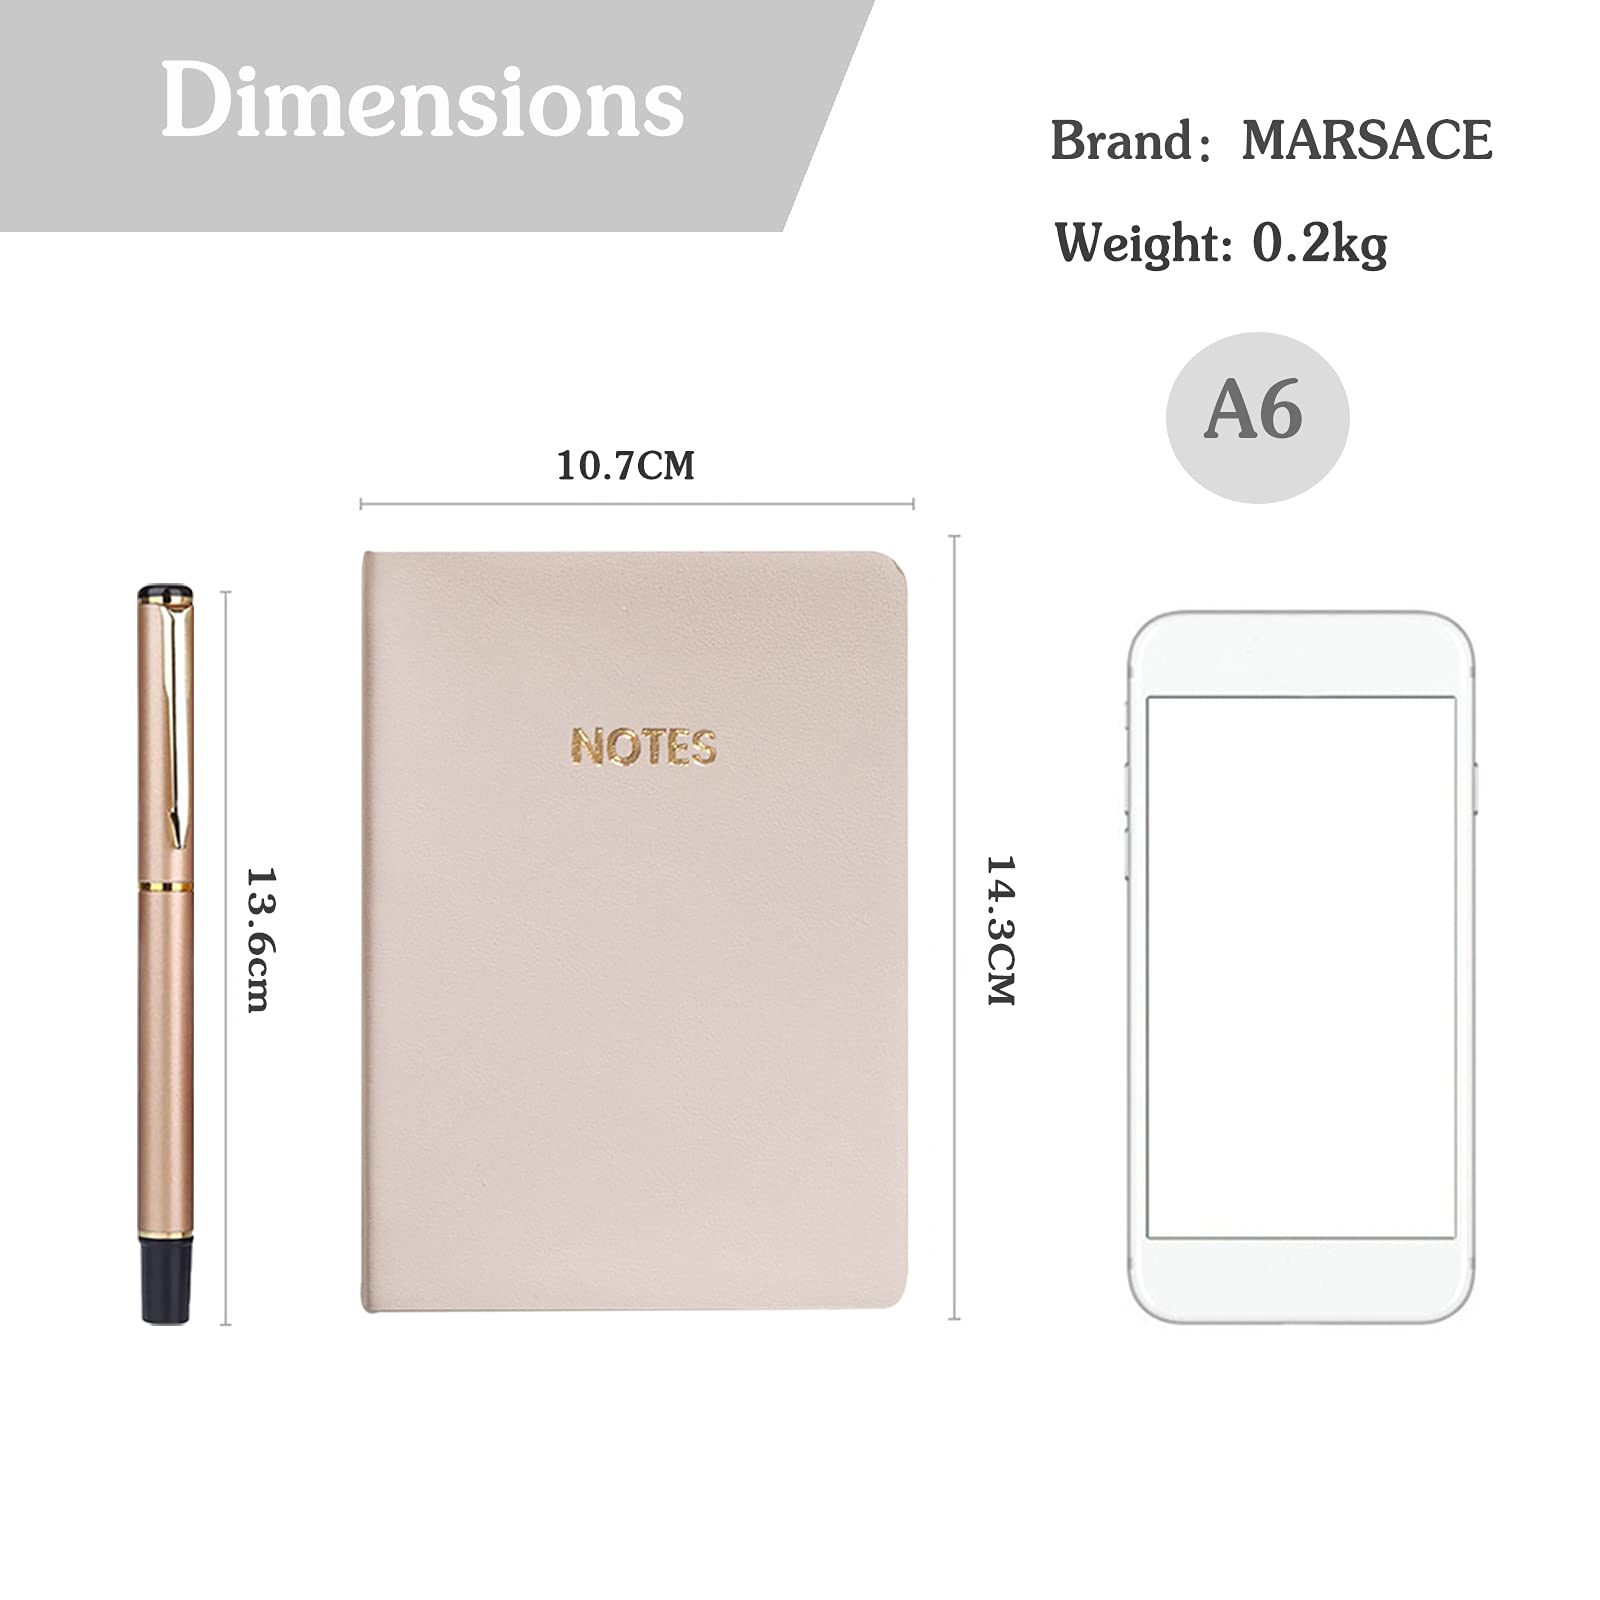 Dimensions
Brand: MARSACE
Weight: 0.2kg
A6
10.7CM
13.6cm
NOTES
14.3CM